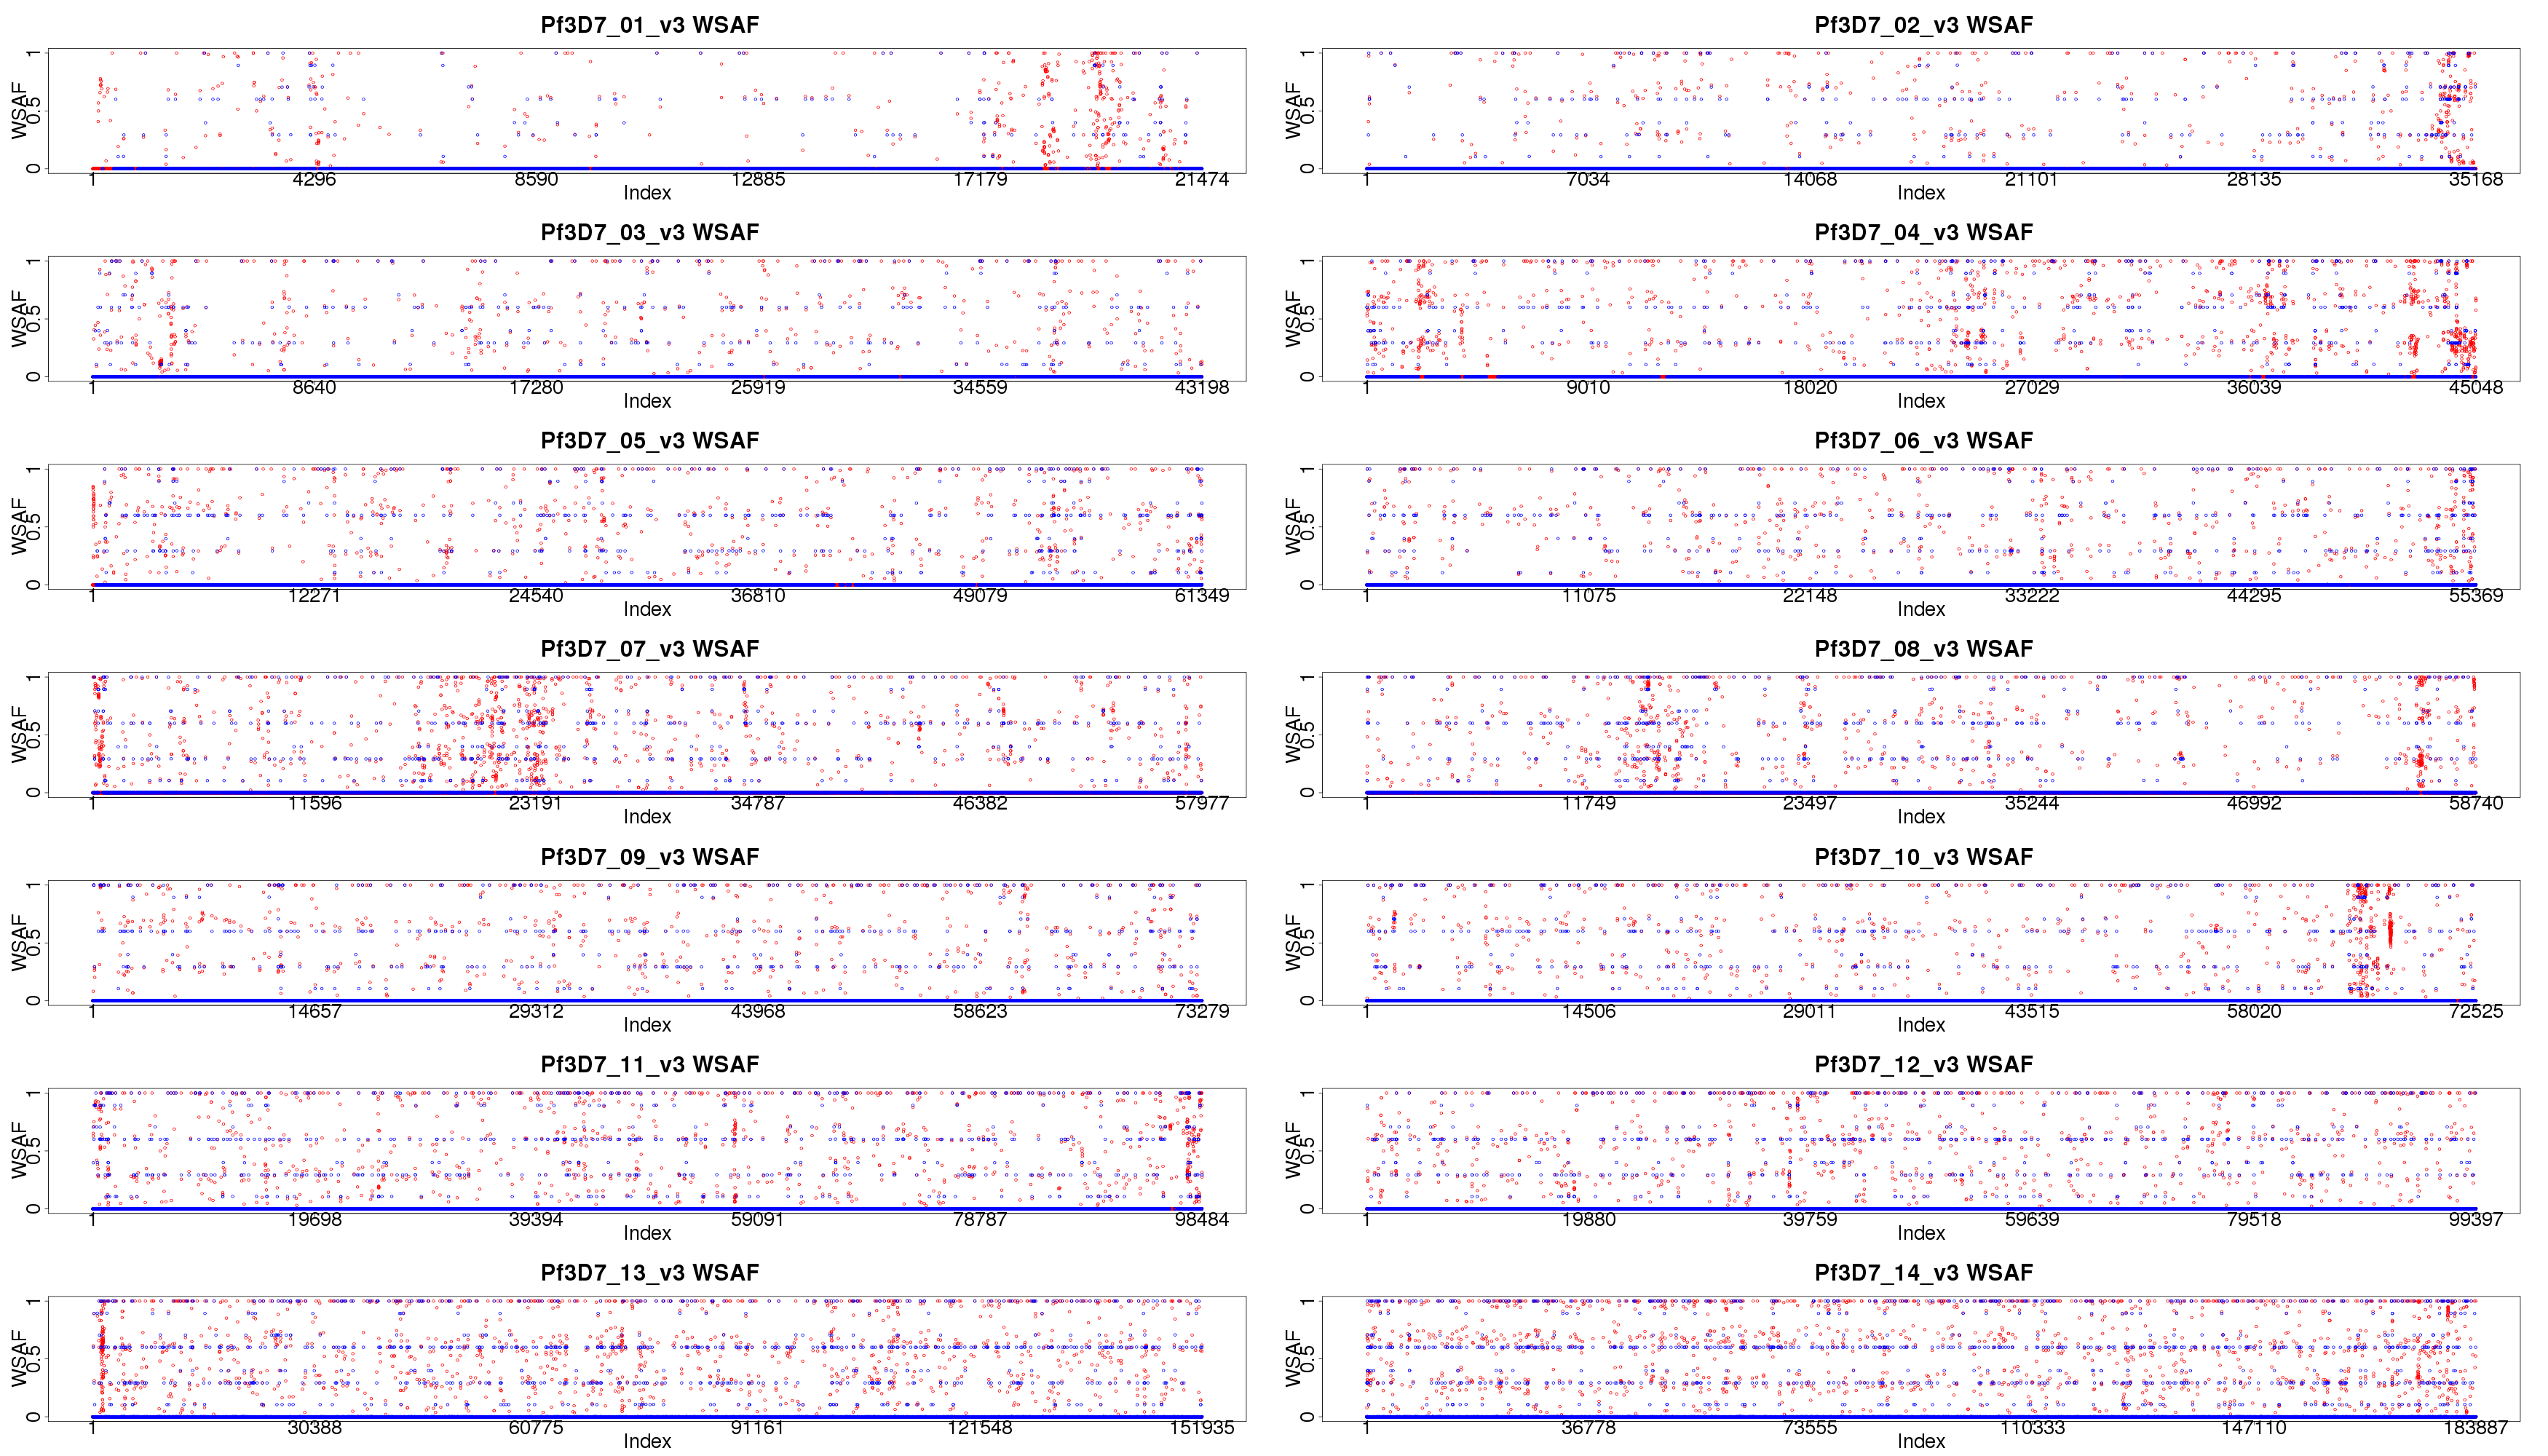 Pf3D7_01_v3 WSAF
WSAF
0 0.5 1
1 4296 8590 12885 17179 21474
Index
Pf3D7_02_v3 WSAF
WSAF
0 0.5 1
1 7034 14068 21101 28135 35168
Index
Pf3D7_03_v3 WSAF
WSAF
0 0.5 1
1 8640 17280 25919 34559 43198
Index
Pf3D7_04_v3 WSAF
WSAF
0 0.5 1
1 9010 18020 27029 36039 45048
Index
Pf3D7_05_v3 WSAF
WSAF
0 0.5 1
1 12271 24540 36810 49079 61349
Index
Pf3D7_06_v3 WSAF
WSAF
0 0.5 1
1 11075 22148 33222 44295 55369
Index
Pf3D7_07_v3 WSAF
WSAF
0 0.5 1
1 11596 23191 34787 46382 57977
Index
Pf3D7_08_v3 WSAF
WSAF
0 0.5 1
1 11749 23497 35244 46992 58740
Index
Pf3D7_09_v3 WSAF
WSAF
0 0.5 1
1 14657 29312 43968 58623 73279
Index
Pf3D7_10_v3 WSAF
WSAF
0 0.5 1
1 14506 29011 43515 58020 72525
Index
Pf3D7_11_v3 WSAF
WSAF
0 0.5 1
1 19698 39394 59091 78787 98484
Index
Pf3D7_12_v3 WSAF
WSAF
0 0.5 1
1 19880 39759 59639 79518 99397
Index
Pf3D7_13_v3 WSAF
WSAF
0 0.5 1
1 30388 60775 91161 121548 151935
Index
Pf3D7_14_v3 WSAF
WSAF
0 0.5 1
1 36778 73555 110333 147110 183887
Index